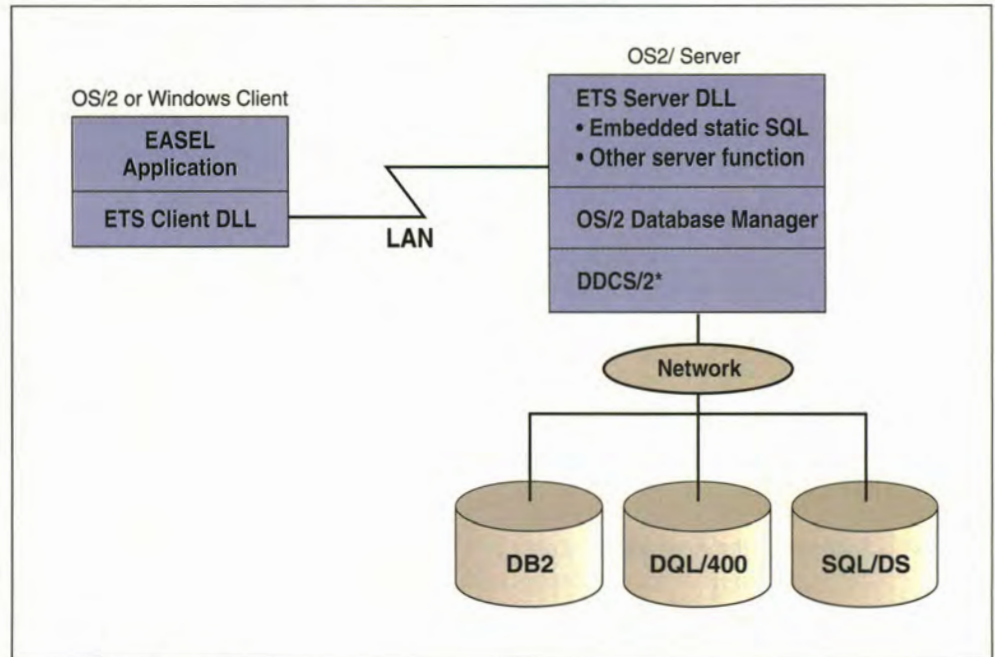 OS/2 or Windows Client
EASEL
Application
ETS Client DLL
LAN
OS2/ Server
ETS Server DLL
• Embedded static SQL
• Other server function
OS/2 Database Manager
DDCS/2*
Network
DB2
DQL/400
SQL/DS